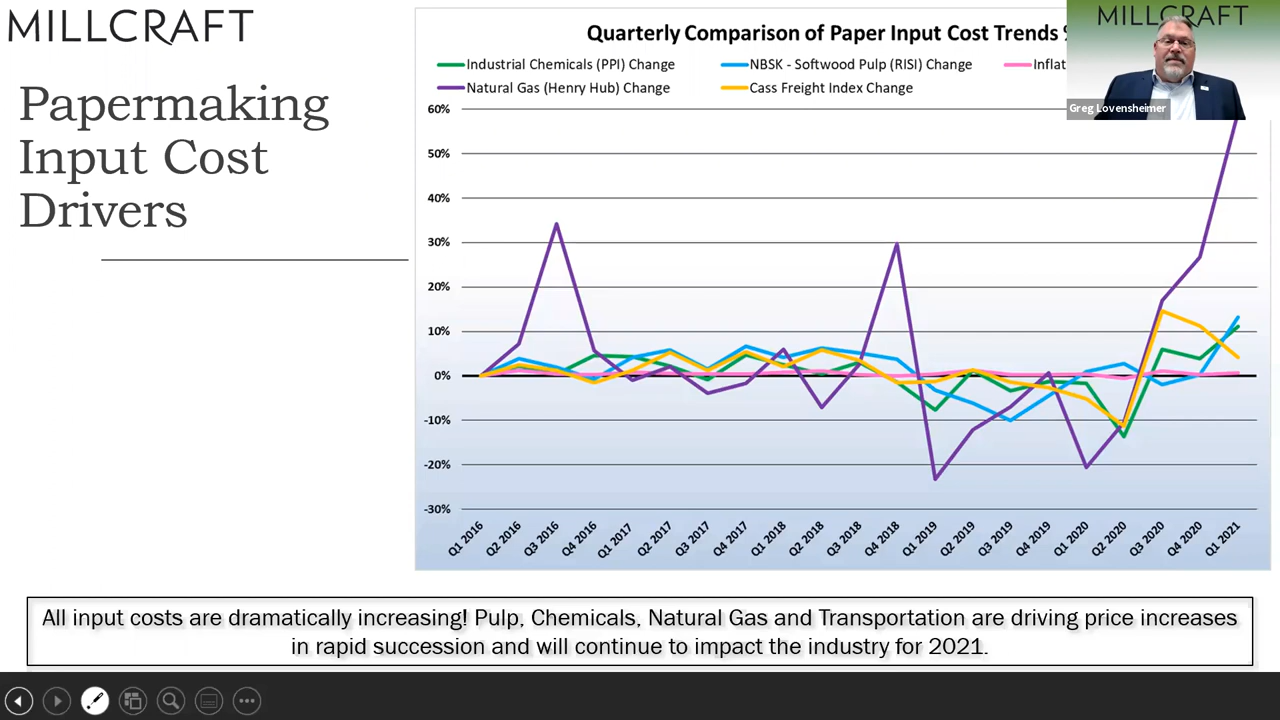 MILLCRAFT
Papermaking
Input Cost
Drivers
Quarterly Comparison of Paper Input Cost Trends
Industrial Chemicals (PPI) Change
NBSK - Softwood Pulp (RISI) Change
Natural Gas (Henry Hub) Change
Cass Freight Index Change
MILLCRAFT
Greg Lovensheimer
60%
50%
40%
30%
20%
10%
0%
-10%
-20%
-30%
Q1 2016
Q2 2016
Q3 2016
Q4 2016
Q1 2017
Q2 2017
Q3 2017
Q4 2017
Q1 2018
Q2 2018
Q3 2018
Q4 2018
Q1 2019
Q2 2019
Q3 2019
Q4 2019
Q1 2020
Q2 2020
Q3 2020
Q4 2020
Q1 2021
All input costs are dramatically increasing! Pulp, Chemicals, Natural Gas and Transportation are driving price increases
in rapid succession and will continue to impact the industry for 2021.